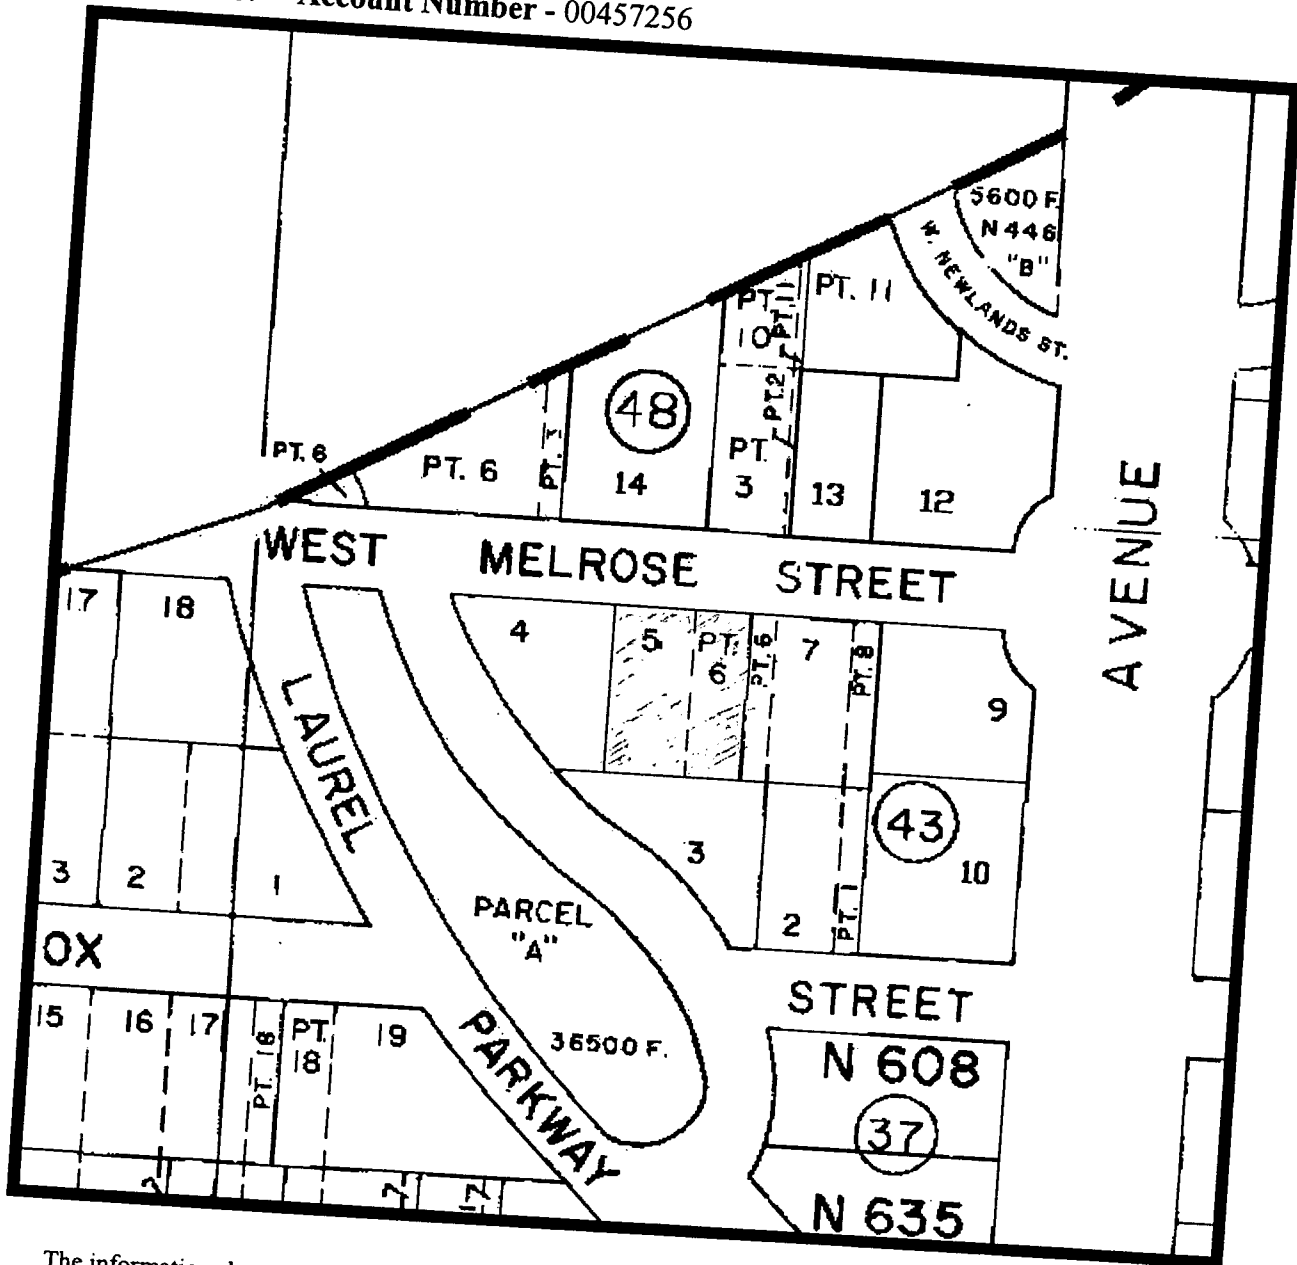 Account Number - 00457256
5600 F.
N 446
"B"
W. NEWLANDS ST.
PT. 11
PT. 10
PT. 11
PT. 2
48
PT. 6
PT. 6
PT. 3
14
PT. 3
13
12
WEST MELROSE STREET
AVENUE
17
18
4
5
PT. 6
PT. 6
7
PT. 8
9
LAUREL
43
3
10
3
2
1
2
PT. 1
PARCEL
"A"
OX
STREET
15
16
17
PT. 18
PT. 18
19
36500 F.
PARKWAY
N 608
37
N 635
17
The